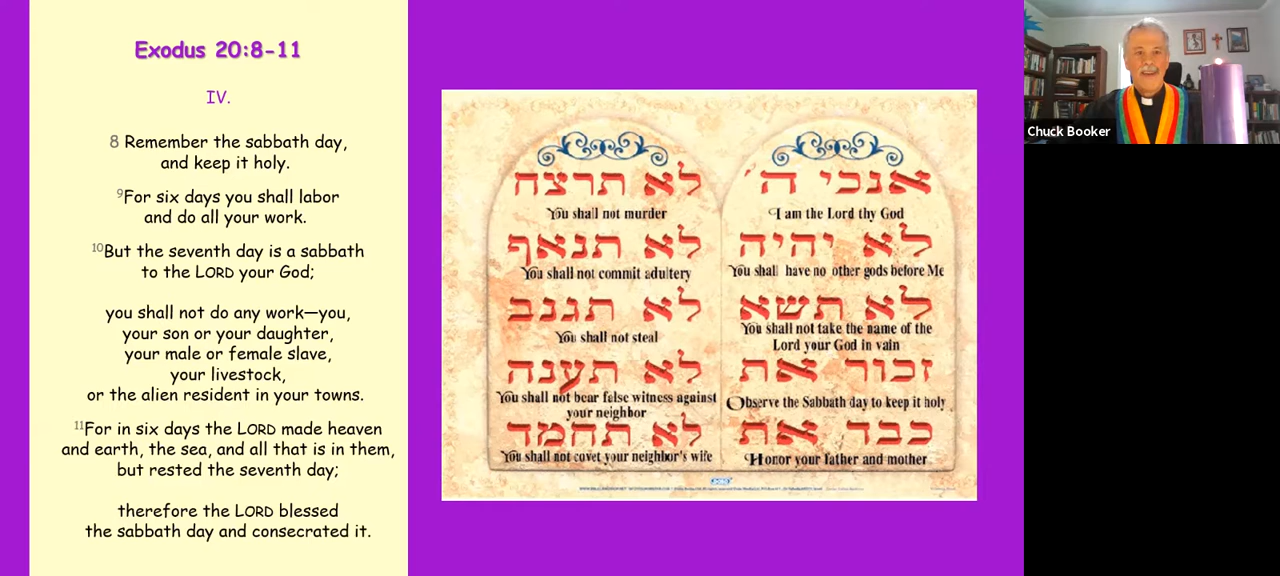 Exodus 20:8-11
IV.
8 Remember the sabbath day,
and keep it holy.
9For six days you shall labor
and do all your work.
10But the seventh day is a sabbath
to the LORD your God;
you shall not do any work—you,
your son or your daughter,
your male or female slave,
your livestock,
or the alien resident in your towns.
11For in six days the LORD made heaven
and earth, the sea, and all that is in them,
but rested the seventh day;
therefore the LORD blessed
the sabbath day and consecrated it.
אנכי ה׳
I am the Lord thy God
לא יהיה
You shall have no other gods before Me
לא תשא
You shall not take the name of the
Lord your God in vain
זכור את
Observe the Sabbath day to keep it holy
כבד את
Honor your father and mother
לא תרצח
You shall not murder
לא תנאף
You shall not commit adultery
לא תגנב
You shall not steal
לא תענה
You shall not bear false witness against
your neighbor
לא תחמד
You shall not covet your neighbor's wife
Chuck Booker